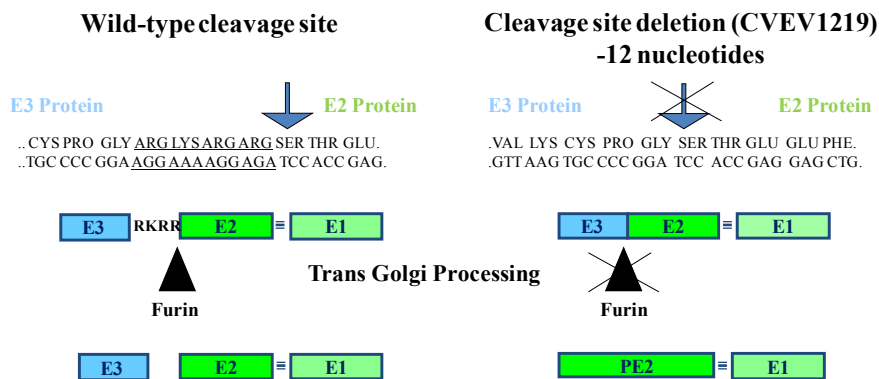 Wild-type cleavage site
Cleavage site deletion (CVEV1219)
-12 nucleotides
E3 Protein
E2 Protein
E3 Protein
E2 Protein
..CYS PRO GLY ARG LYS ARG ARG SER THR GLU.
..TGC CCC GGA AGG AAA AGG AGA TCC ACC GAG.
.VAL LYS CYS PRO GLY SER THR GLU GLU PHE.
.GTT AAG TGC CCC GGA TCC ACC GAG GAG CTG.
E3 RKRR E2 ≡ E1
E3 E2 ≡ E1
Trans Golgi Processing
Furin
Furin
E3 E2 ≡ E1
PE2 ≡ E1